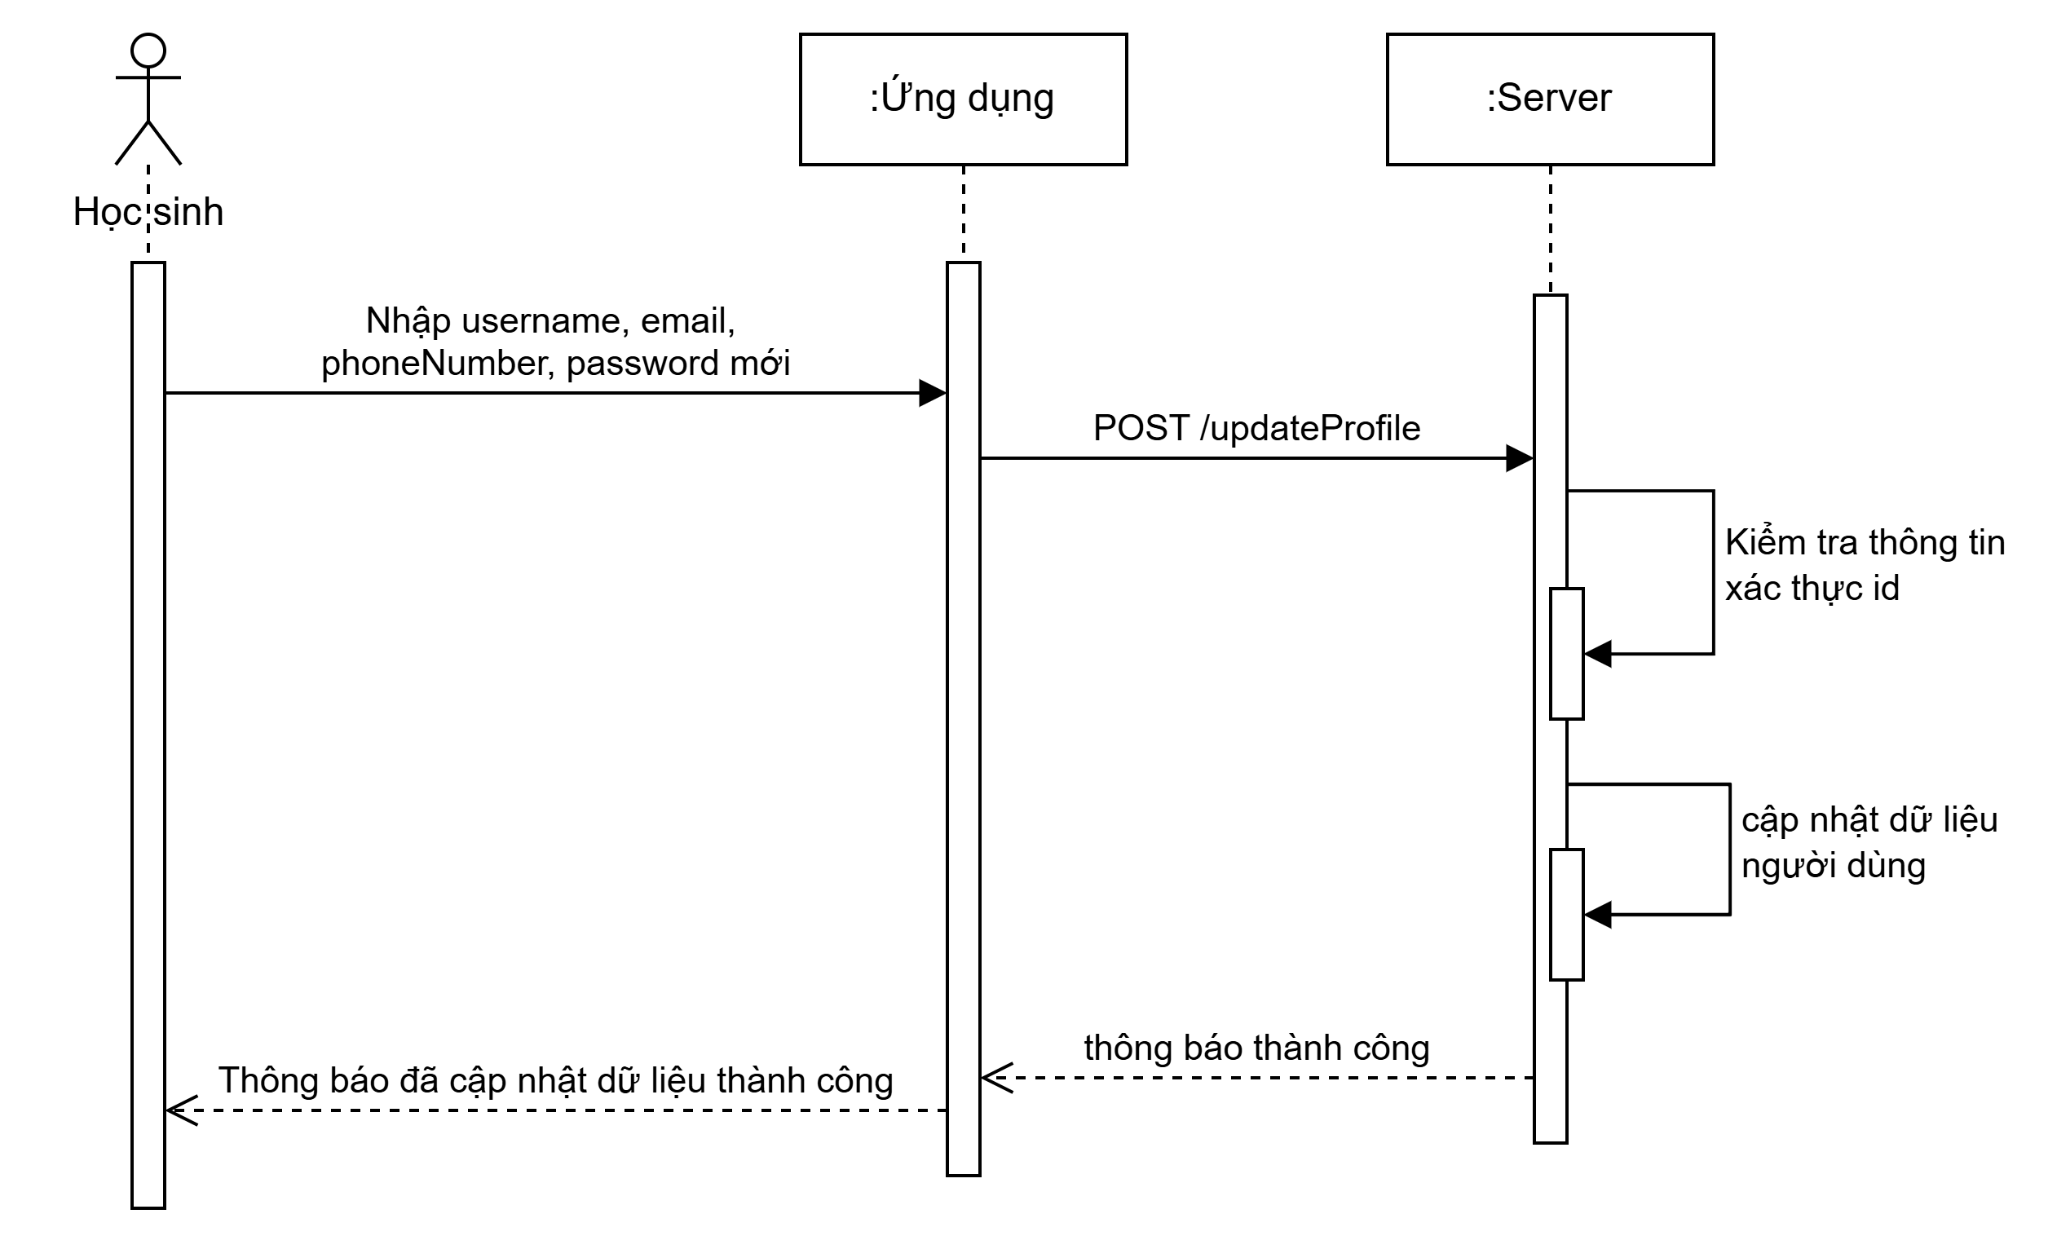 :Ứng dụng
:Server
Học sinh
Nhập username, email,
phoneNumber, password mới
POST /updateProfile
Kiểm tra thông tin
xác thực id
cập nhật dữ liệu
người dùng
thông báo thành công
Thông báo đã cập nhật dữ liệu thành công